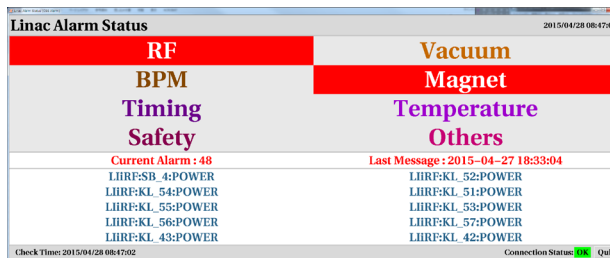 Linac Alarm Status 2015/04/28 08:47:0
RF Vacuum
BPM Magnet
Timing Temperature
Safety Others
Current Alarm : 48 Last Message : 2015-04-27 18:33:04
LIiRF:SB_4:POWER LIiRF:KL_52:POWER
LIiRF:KL_54:POWER LIiRF:KL_51:POWER
LIiRF:KL_55:POWER LIiRF:KL_53:POWER
LIiRF:KL_56:POWER LIiRF:KL_57:POWER
LIiRF:KL_43:POWER LIiRF:KL_42:POWER
Check Time: 2015/04/28 08:47:02 Connection Status: OK